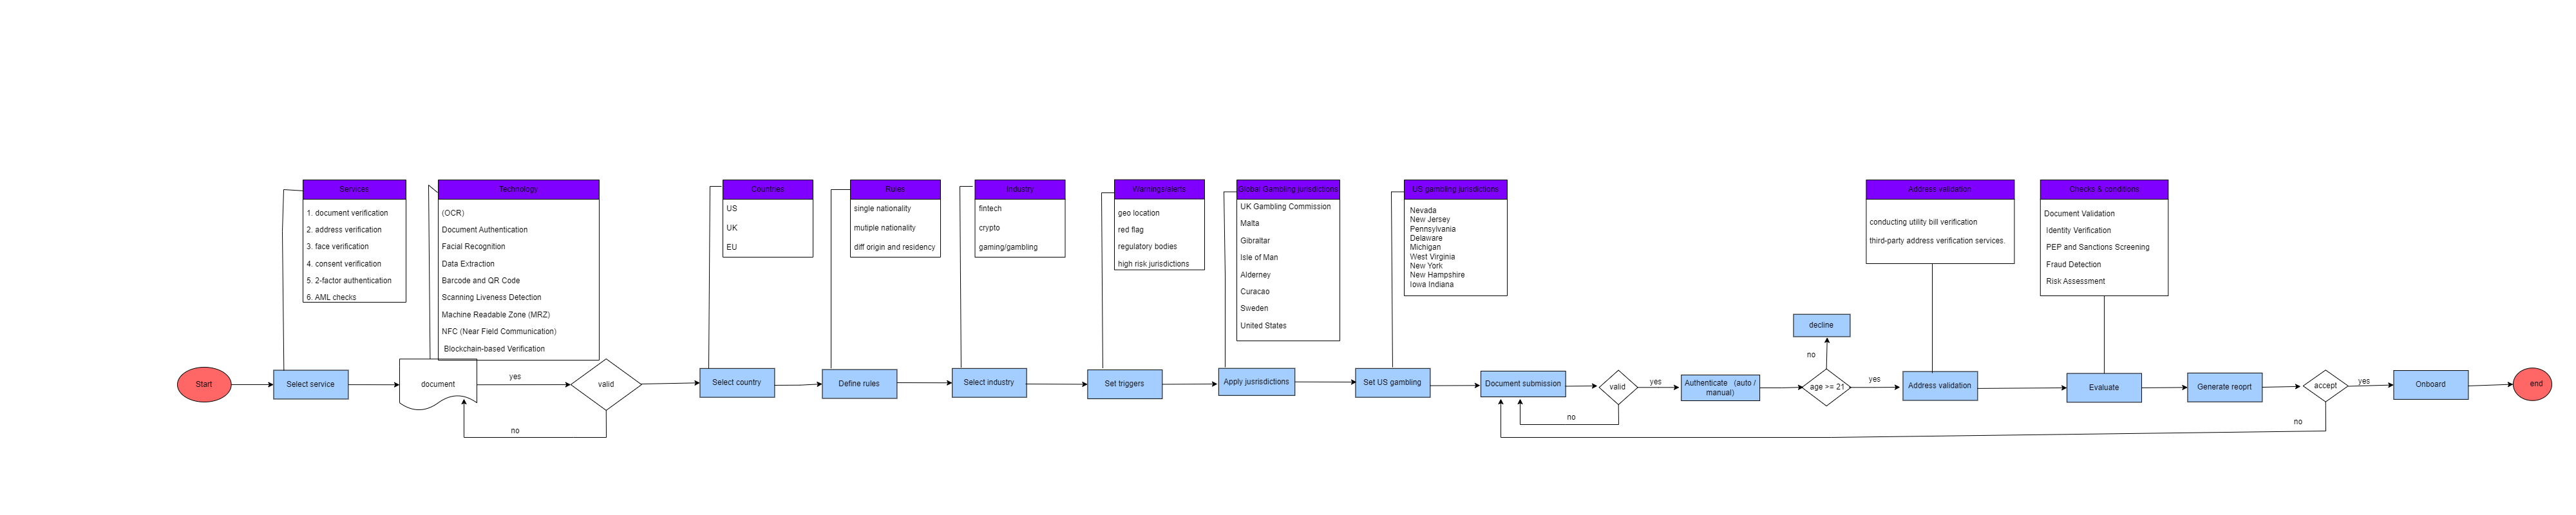 Services
1. document verification
2. address verification
3. face verification
4. consent verification
5. 2-factor authentication
6. AML checks
Technology
(OCR)
Document Authentication
Facial Recognition
Data Extraction
Barcode and QR Code
Scanning Liveness Detection
Machine Readable Zone (MRZ)
NFC (Near Field Communication)
Blockchain-based Verification
Countries
US
UK
EU
Rules
single nationality
mutiple nationality
diff origin and residency
Industry
fintech
crypto
gaming/gambling
Warnings/alerts
geo location
red flag
regulatory bodies
high risk jurisdictions
Global Gambling jurisdictions
UK Gambling Commission
Malta
Gibraltar
Isle of Man
Alderney
Curacao
Sweden
United States
US gambling jurisdictions
Nevada
New Jersey
Pennsylvania
Delaware
Michigan
West Virginia
New York
New Hampshire
Iowa Indiana
Address validation
conducting utility bill verification
third-party address verification services.
Checks & conditions
Document Validation
Identity Verification
PEP and Sanctions Screening
Fraud Detection
Risk Assessment
Start
Select service
document
yes
valid
no
Select country
Define rules
Select industry
Set triggers
Apply jusrisdictions
Set US gambling
Document submission
valid
yes
no
Authenticate (auto /
manual)
age >= 21
no
decline
yes
Address validation
Evaluate
Generate reoprt
accept
yes
no
Onboard
end